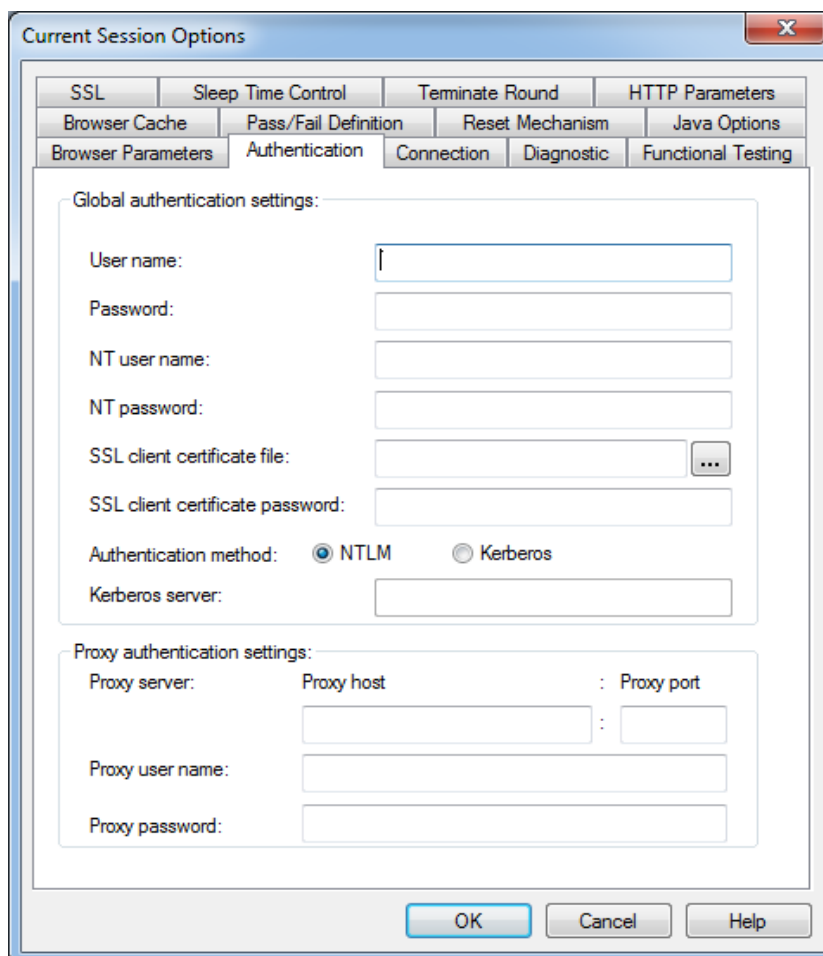 Current Session Options
SSL Sleep Time Control Terminate Round HTTP Parameters
Browser Cache Pass/Fail Definition Reset Mechanism Java Options
Browser Parameters Authentication Connection Diagnostic Functional Testing
Global authentication settings:
User name:
Password:
NT user name:
NT password:
SSL client certificate file: ...
SSL client certificate password:
Authentication method: NTLM Kerberos
Kerberos server:
Proxy authentication settings:
Proxy server: Proxy host : Proxy port
:
Proxy user name:
Proxy password:
OK Cancel Help